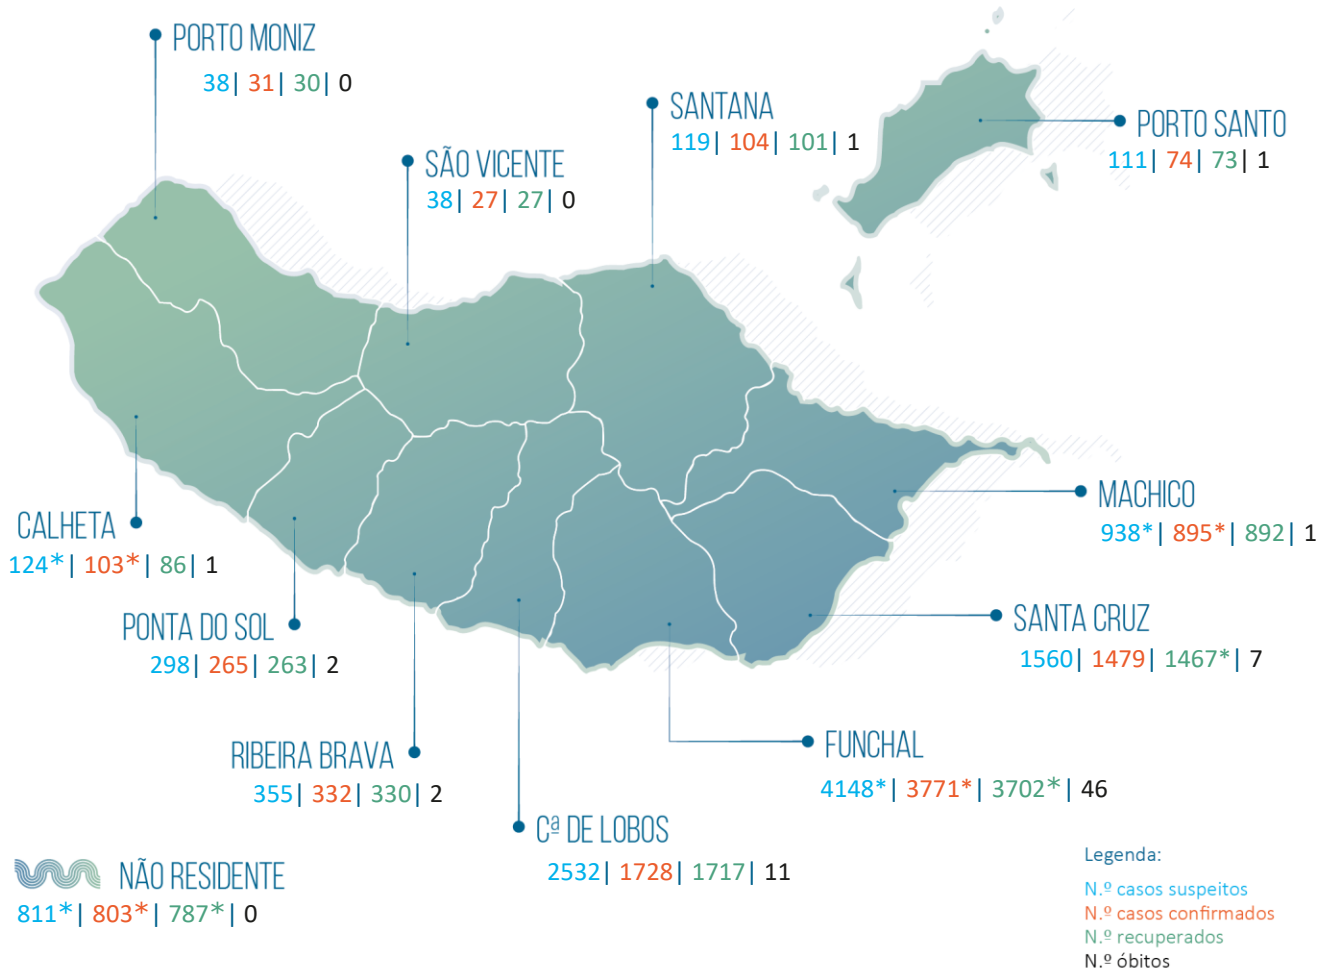 PORTO MONIZ
38| 31| 30| 0
SANTANA
119| 104| 101| 1
PORTO SANTO
111| 74| 73| 1
SÃO VICENTE
38| 27| 27| 0
MACHICO
938*| 895*| 892| 1
CALHETA
124*| 103*| 86| 1
SANTA CRUZ
1560| 1479| 1467*| 7
PONTA DO SOL
298| 265| 263| 2
FUNCHAL
4148*| 3771*| 3702*| 46
RIBEIRA BRAVA
355| 332| 330| 2
Cª DE LOBOS
2532| 1728| 1717| 11
NÃO RESIDENTE
811*| 803*| 787*| 0
Legenda:
N.º casos suspeitos
N.º casos confirmados
N.º recuperados
N.º óbitos